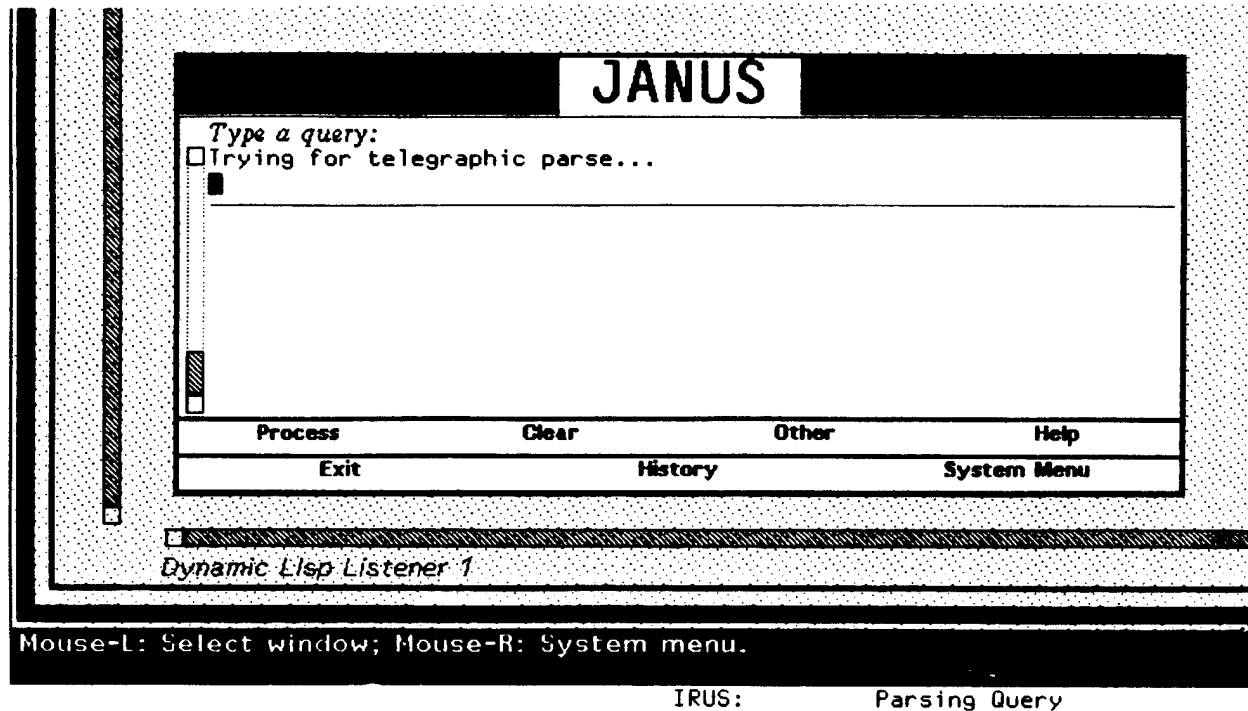 JANUS
Type a query:
Trying for telegraphic parse...
Process Clear Other Help
Exit History System Menu
Dynamic Lisp Listener 1
Mouse-L: Select window; Mouse-R: System menu.
IRUS: Parsing Query